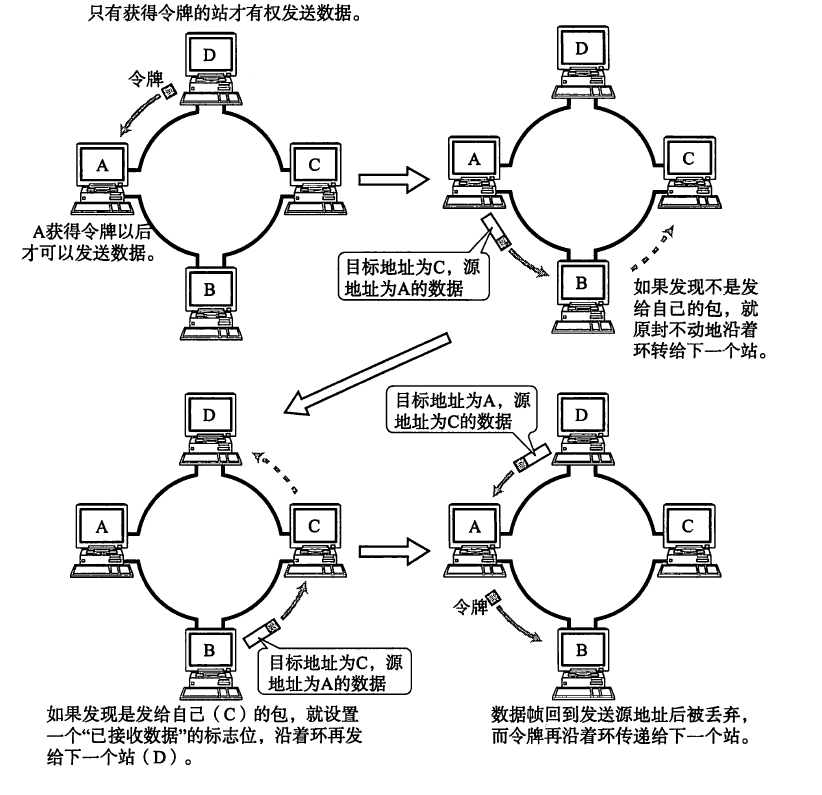 只有获得令牌的站才有权发送数据。
D
令牌
A
C
A获得令牌以后
才可以发送数据。
B
D
A
C
目标地址为C，源
地址为A的数据
B
如果发现不是发
给自己的包，就
原封不动地沿着
环转给下一个站。
D
A
C
B
目标地址为C，源
地址为A的数据
如果发现是发给自己（C）的包，就设置
一个“已接收数据”的标志位，沿着环再发
给下一个站（D）。
目标地址为A，源
地址为C的数据
D
A
C
令牌
B
数据帧回到发送源地址后被丢弃，
而令牌再沿着环传递给下一个站。